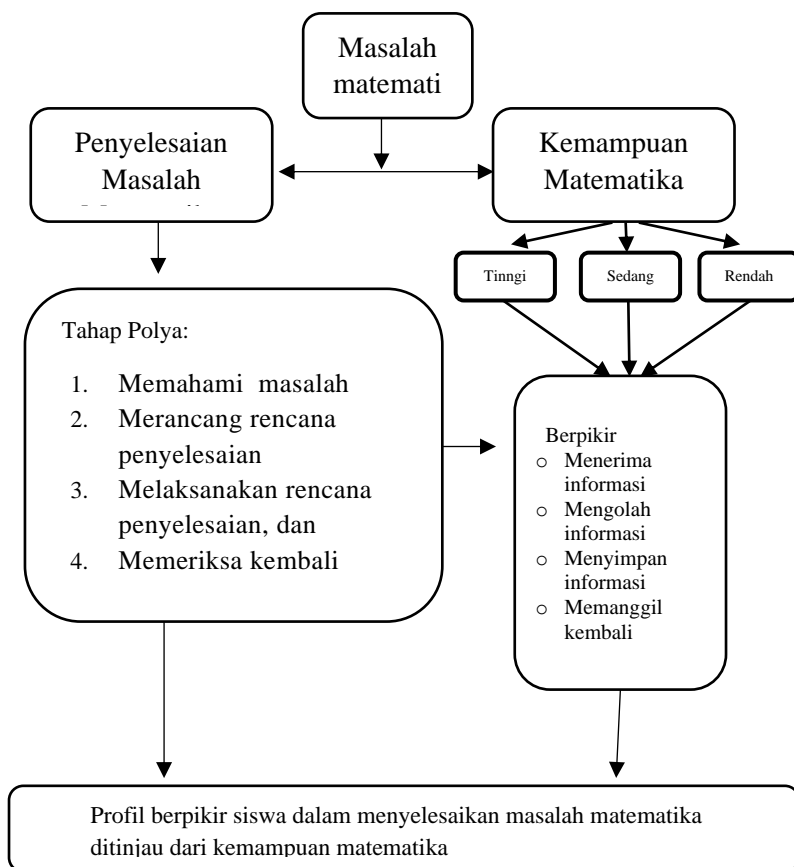 Masalah
matemati
Penyelesaian
Masalah
Kemampuan
Matematika
Tinngi
Sedang
Rendah
Tahap Polya:
1. Memahami masalah
2. Merancang rencana
penyelesaian
3. Melaksanakan rencana
penyelesaian, dan
4. Memeriksa kembali
Berpikir
○ Menerima
informasi
○ Mengolah
informasi
○ Menyimpan
informasi
○ Memanggil
kembali
Profil berpikir siswa dalam menyelesaikan masalah matematika
ditinjau dari kemampuan matematika